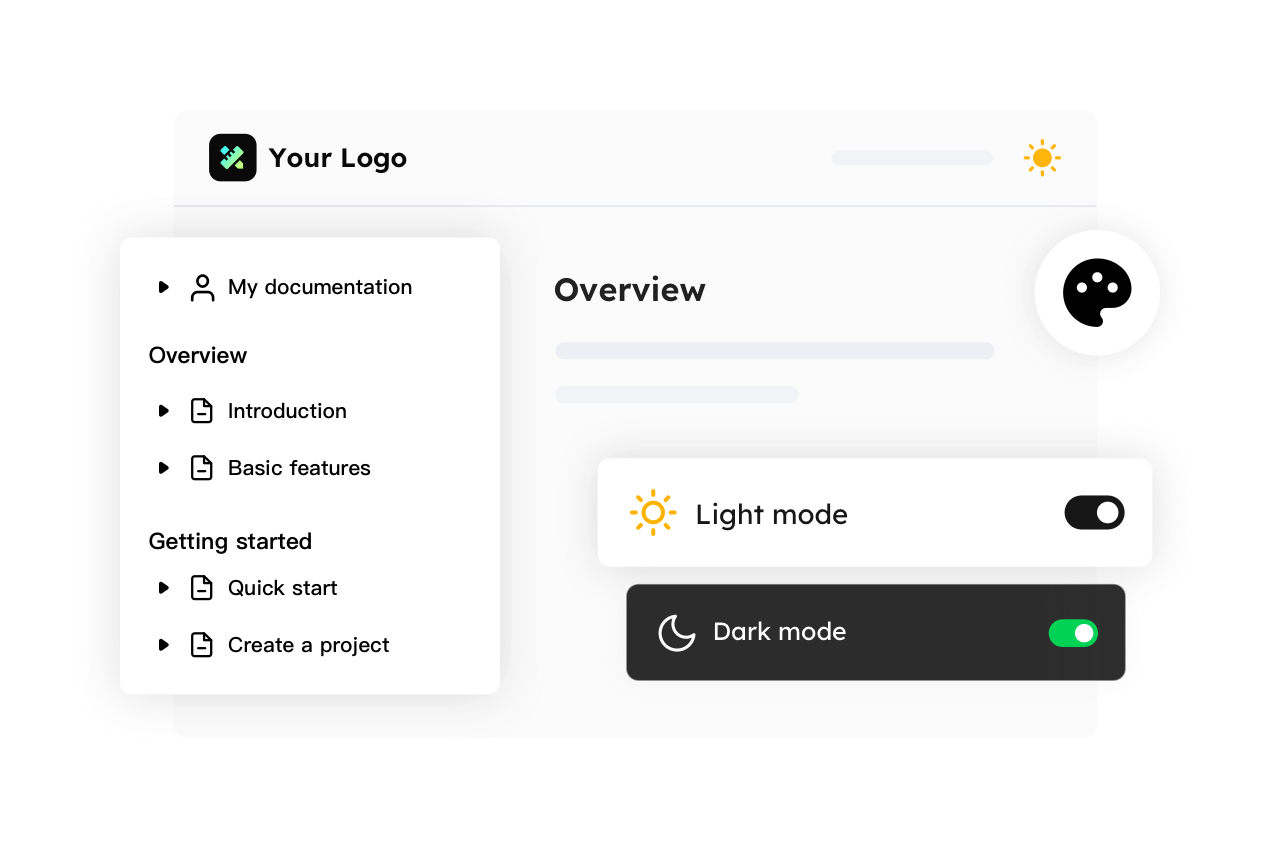 Your Logo
My documentation
Overview
Introduction
Basic features
Getting started
Quick start
Create a project
Overview
Light mode
Dark mode